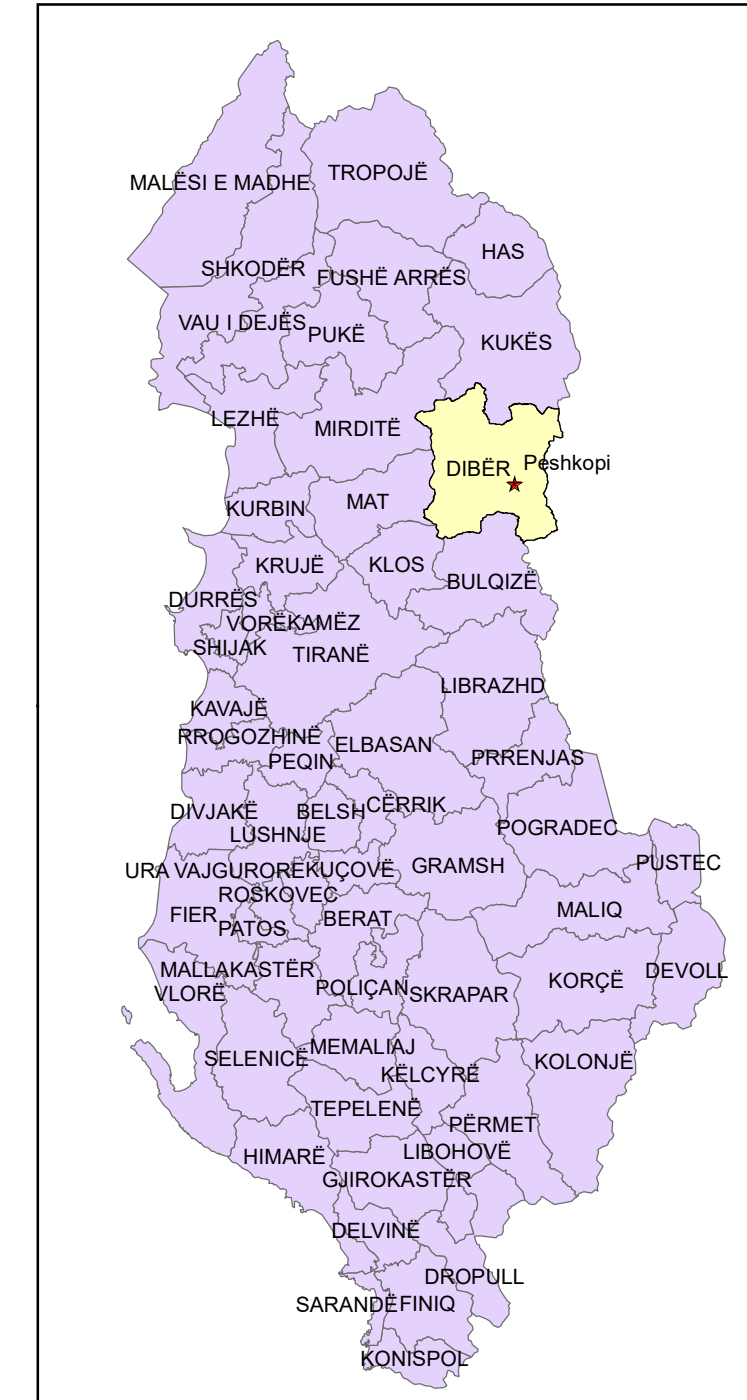 TROPOJË
MALËSI E MADHE
HAS
SHKODËR
FUSHË ARRËS
VAU I DEJËS
PUKË
KUKËS
LEZHË
MIRDITË
DIBËR
Peshkopi
MAT
KURBIN
KRUJË
KLOS
BULQIZË
DURRËS
VORË
KAMËZ
SHIJAK
TIRANË
LIBRAZHD
KAVAJË
RROGOZHINË
ELBASAN
PEQIN
PRRENJAS
DIVJAKË
BELSH
CËRRIK
LUSHNJE
POGRADEC
URA VAJGURORE
KUÇOVË
GRAMSH
PUSTEC
ROSKOVEC
FIER
PATOS
BERAT
MALIQ
MALLAKASTËR
VLORË
POLIÇAN
SKRAPAR
KORÇË
DEVOLL
SELENICË
MEMALIAJ
KËLCYRË
KOLONJË
TEPELENË
PËRMET
HIMARË
LIBOHOVË
GJIROKASTËR
DELVINË
DROPULL
SARANDË
FINIQ
KONISPOL